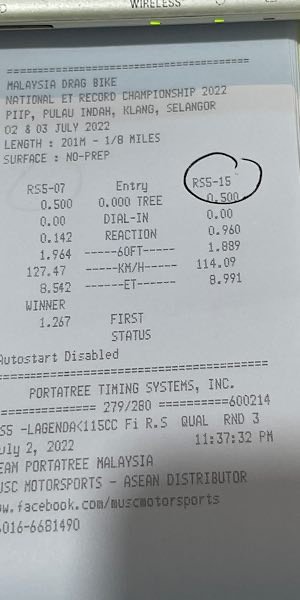 WIRELESS
==================================
MALAYSIA DRAG BIKE
NATIONAL ET RECORD CHAMPIONSHIP 2022
PIIP, PULAU INDAH, KLANG, SELANGOR
02 & 03 JULY 2022
LENGTH : 201M - 1/8 MILES
SURFACE : NO-PREP
RS5-07 Entry RS5-15
0.500 0.000 TREE 0.500
0.00 DIAL-IN 0.00
0.142 REACTION 0.960
1.964 -----60FT----- 1.889
127.47 -----KM/H----- 114.09
8.542 ------ET------ 8.991
WINNER
1.267 FIRST
STATUS
Autostart Disabled
==================================
PORTATREE TIMING SYSTEMS, INC.
============= 279/280 ==========600214
SS -LAGENDA<115CC Fi R.S QUAL RND 3
uly 2, 2022 11:37:32 PM
EAM PORTATREE MALAYSIA
USC MOTORSPORTS - ASEAN DISTRIBUTOR
w.facebook.com/muscmotorsports
016-6681490